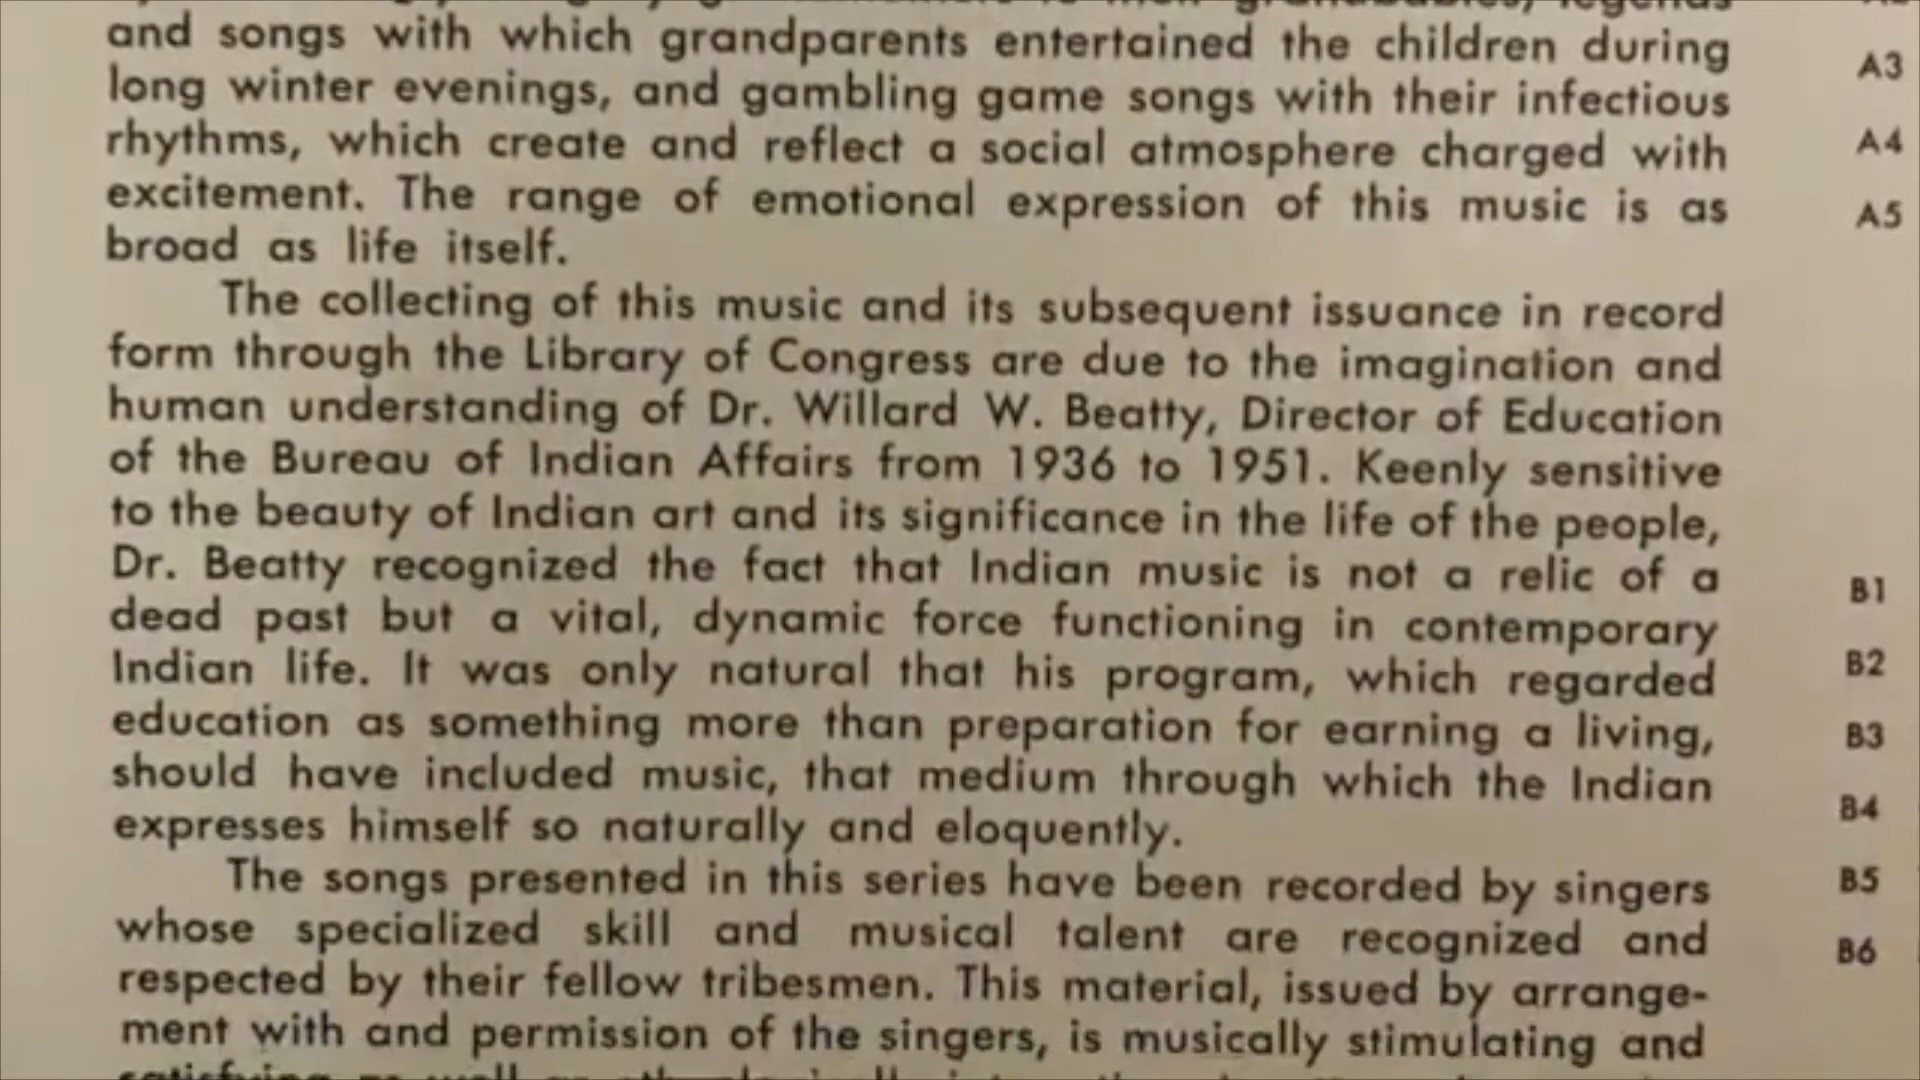 and songs with which grandparents entertained the children during
long winter evenings, and gambling game songs with their infectious
rhythms, which create and reflect a social atmosphere charged with
excitement. The range of emotional expression of this music is as
broad as life itself.
The collecting of this music and its subsequent issuance in record
form through the Library of Congress are due to the imagination and
human understanding of Dr. Willard W. Beatty, Director of Education
of the Bureau of Indian Affairs from 1936 to 1951. Keenly sensitive
to the beauty of Indian art and its significance in the life of the people,
Dr. Beatty recognized the fact that Indian music is not a relic of a
dead past but a vital, dynamic force functioning in contemporary
Indian life. It was only natural that his program, which regarded
education as something more than preparation for earning a living,
should have included music, that medium through which the Indian
expresses himself so naturally and eloquently.
The songs presented in this series have been recorded by singers
whose specialized skill and musical talent are recognized and
respected by their fellow tribesmen. This material, issued by arrange-
ment with and permission of the singers, is musically stimulating and
A3
A4
A5
B1
B2
B3
B4
B5
B6